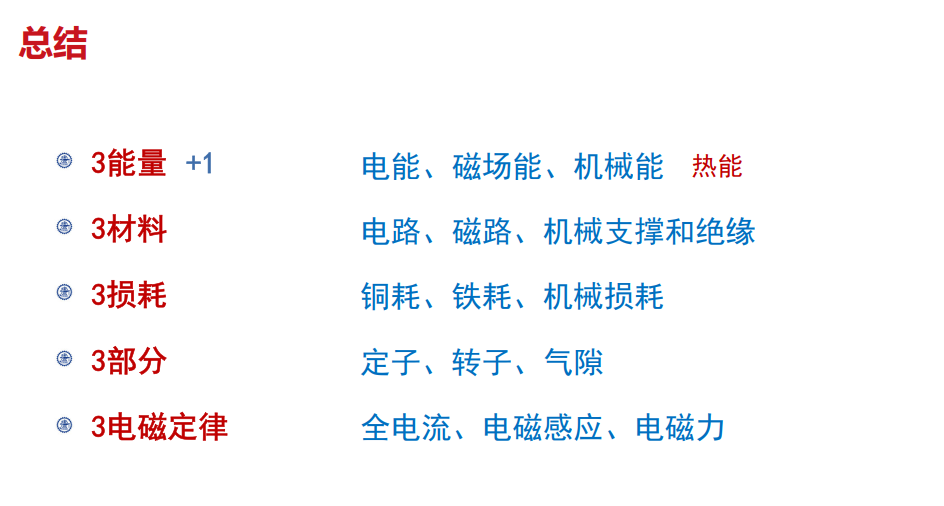 总结
3能量 +1 电能、磁场能、机械能 热能
3材料 电路、磁路、机械支撑和绝缘
3损耗 铜耗、铁耗、机械损耗
3部分 定子、转子、气隙
3电磁定律 全电流、电磁感应、电磁力